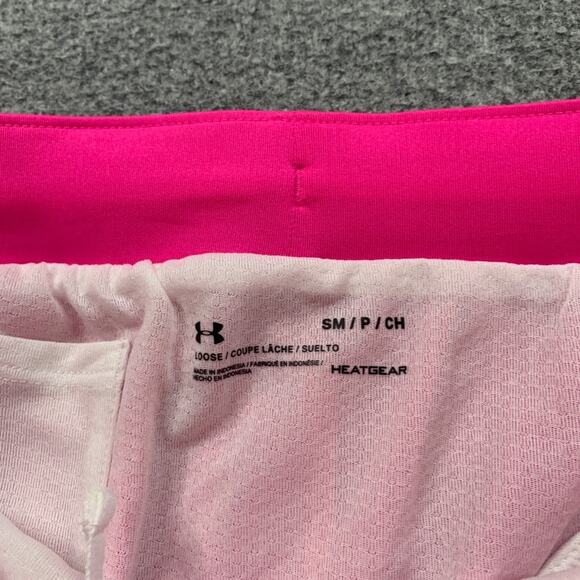 SM / P / CH
LOOSE / COUPE LÂCHE / SUELTO
MADE IN INDONESIA / FABRIQUÉ EN INDONÉSIE /
HECHO EN INDONESIA
HEATGEAR